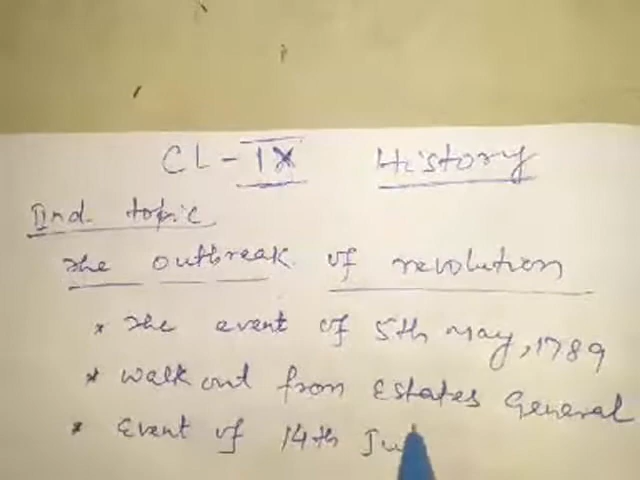 CL-IX History
IInd. topic
The outbreak of revolution
* The event of 5th May, 1789
* Walk out from Estates General
* Event of 14th Ju